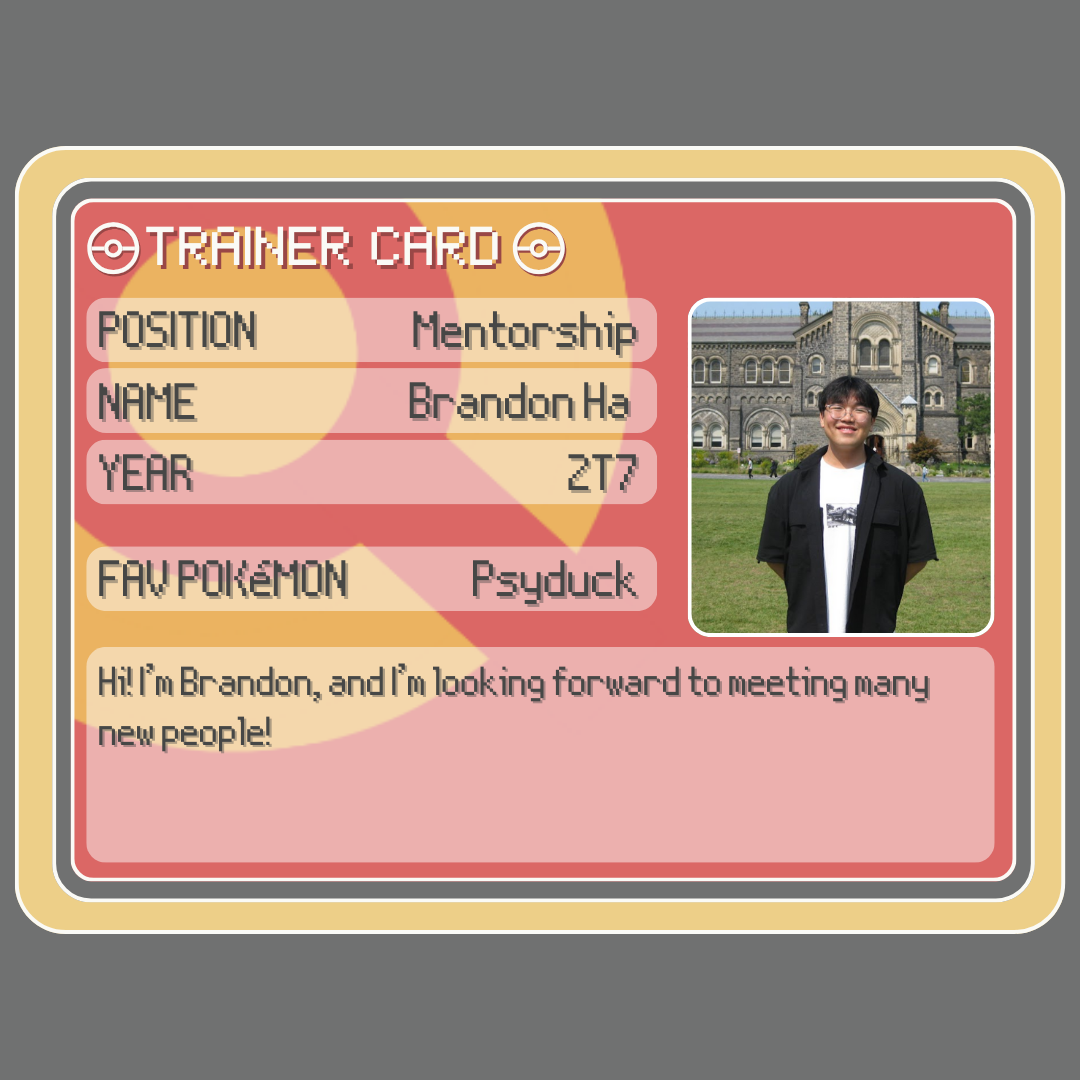 TRAINER CARD
POSITION Mentorship
NAME Brandon Ha
YEAR 2T7
FAV POKéMON Psyduck
Hi! I'm Brandon, and I'm looking forward to meeting many
new people!